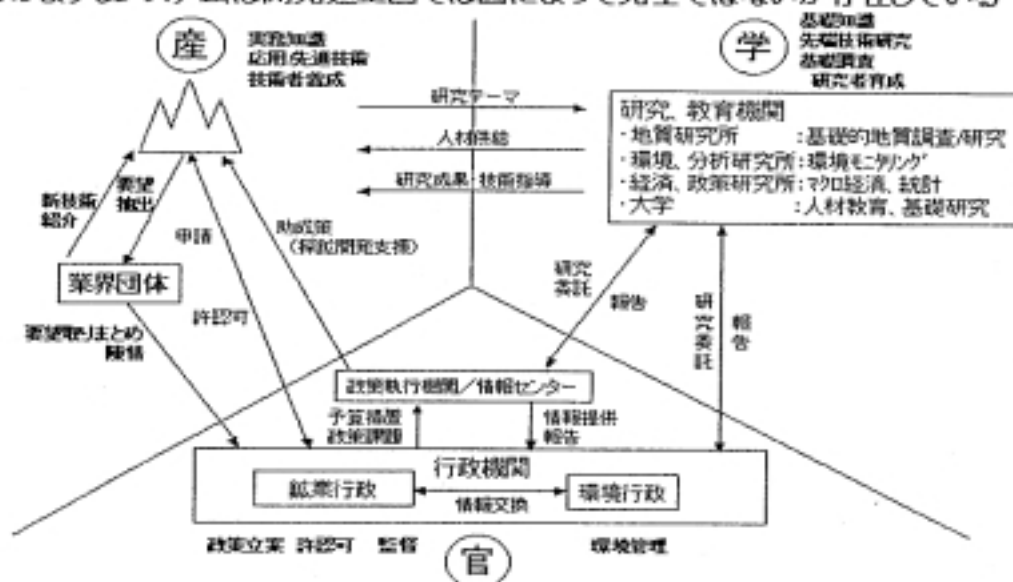 産
実務知識
応用、先進技術
技術者養成
学
基礎知識
先端技術研究
基礎調査
研究者育成
研究テーマ
人材供給
研究成果・技術指導
研究、教育機関
・地質研究所 :基礎的地質調査/研究
・環境、分析研究所:環境モニタリング
・経済、政策研究所:マクロ経済、統計
・大学 :人材教育、基礎研究
新技術
紹介
要望
抽出
申請
助成策
(探鉱開発支援)
業界団体
許認可
要望取りまとめ
陳情
研究
委託
報告
研究委託
報告
政策執行機関/情報センター
予算措置
政策課題
情報提供
報告
行政機関
鉱業行政
情報交換
環境行政
政策立案 許認可 監督
環境管理
官